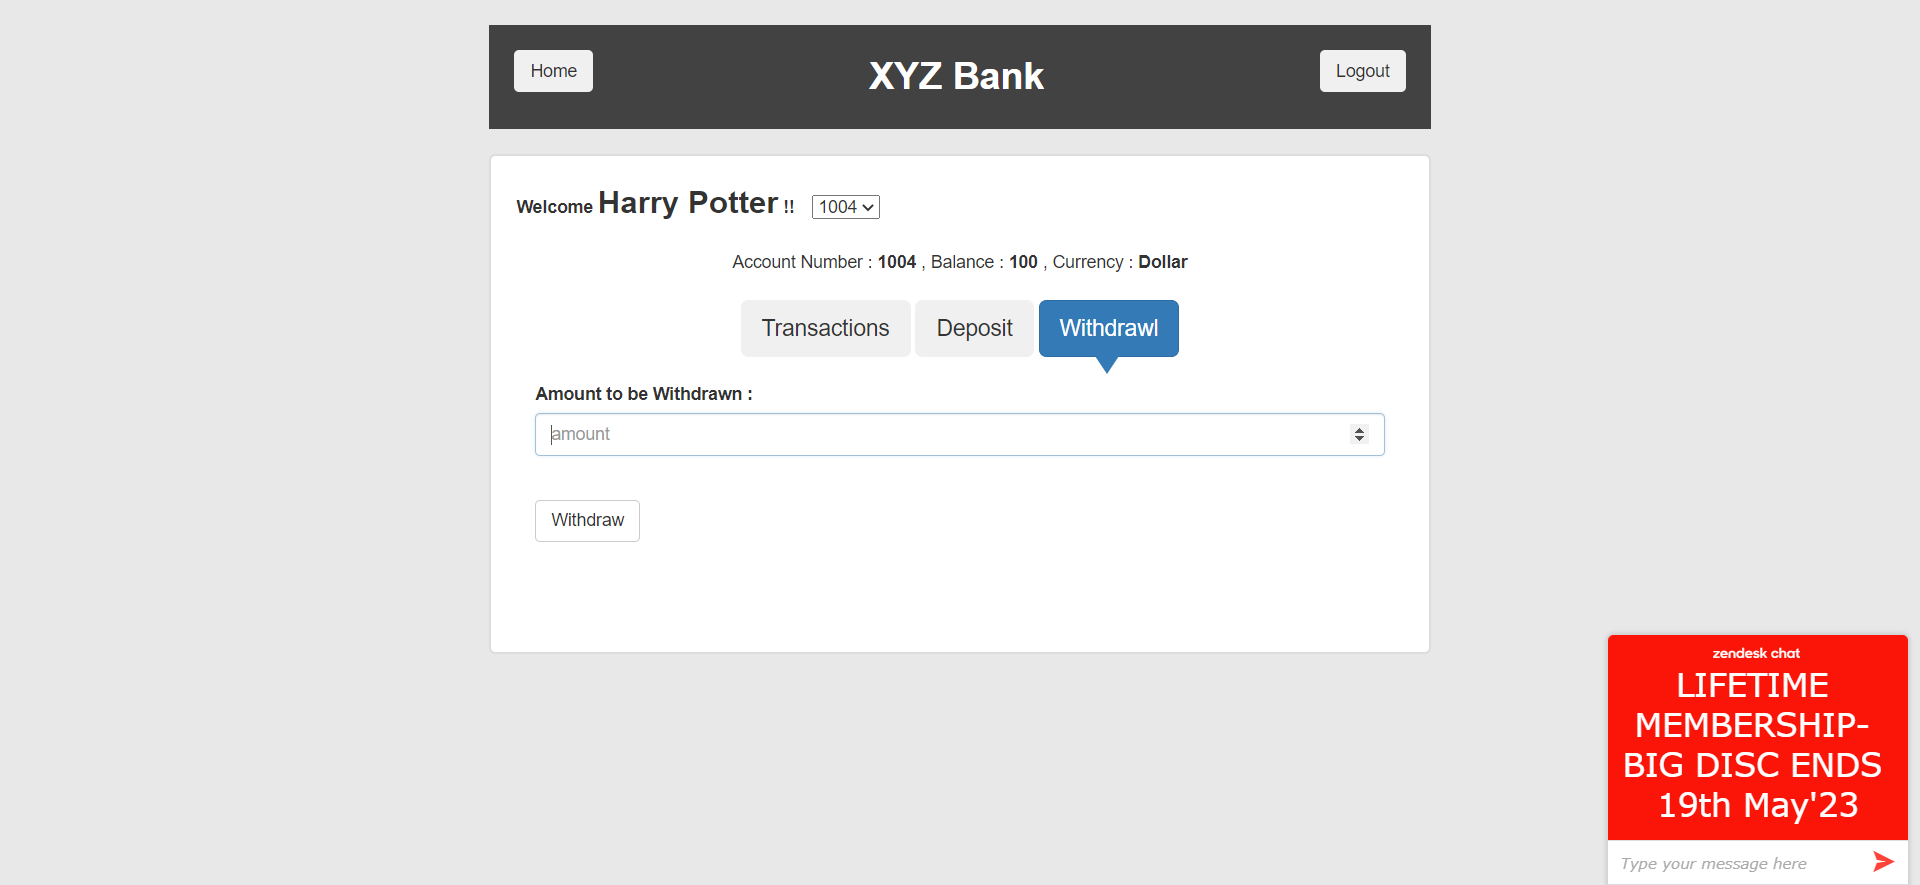 Home
XYZ Bank
Logout
Welcome Harry Potter !! 1004
Account Number : 1004 , Balance : 100 , Currency : Dollar
Transactions
Deposit
Withdrawl
Amount to be Withdrawn :
amount
Withdraw
zendesk chat
LIFETIME
MEMBERSHIP-
BIG DISC ENDS
19th May'23
Type your message here